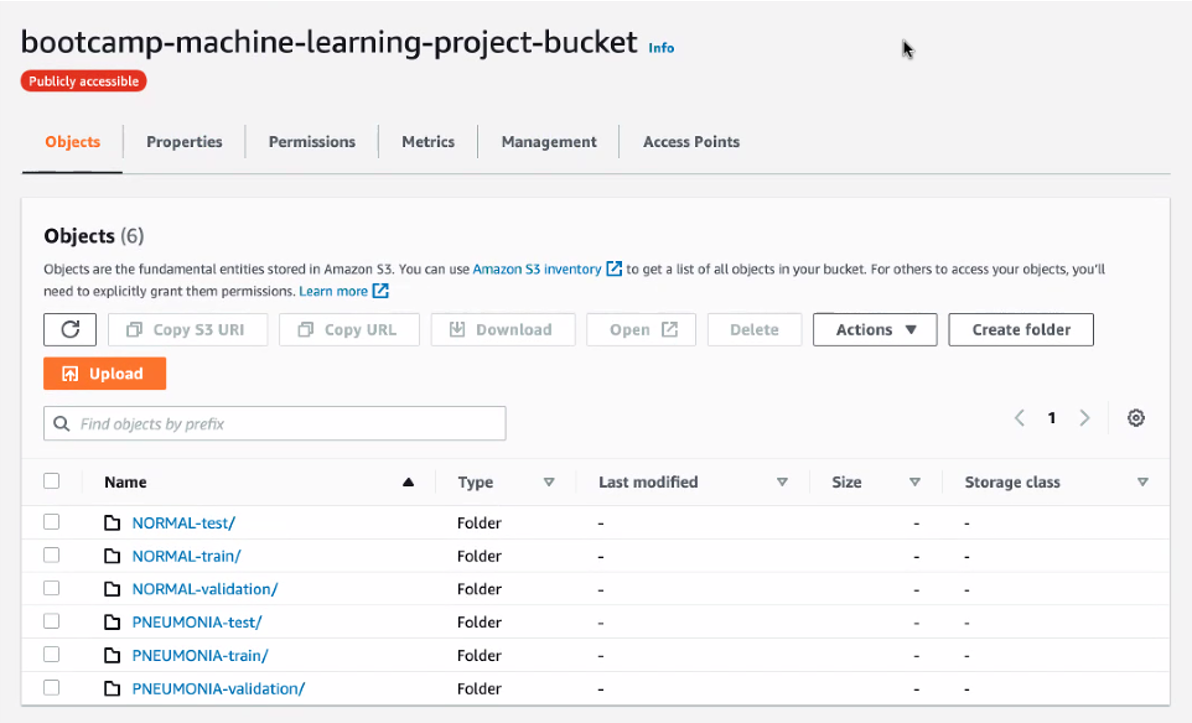 bootcamp-machine-learning-project-bucket Info
Publicly accessible
Objects Properties Permissions Metrics Management Access Points
Objects (6)
Objects are the fundamental entities stored in Amazon S3. You can use Amazon S3 inventory to get a list of all objects in your bucket. For others to access your objects, you'll
need to explicitly grant them permissions. Learn more
Copy S3 URI Copy URL Download Open Delete Actions Create folder
Upload
Find objects by prefix 1
Name Type Last modified Size Storage class
NORMAL-test/ Folder - - -
NORMAL-train/ Folder - - -
NORMAL-validation/ Folder - - -
PNEUMONIA-test/ Folder - - -
PNEUMONIA-train/ Folder - - -
PNEUMONIA-validation/ Folder - - -